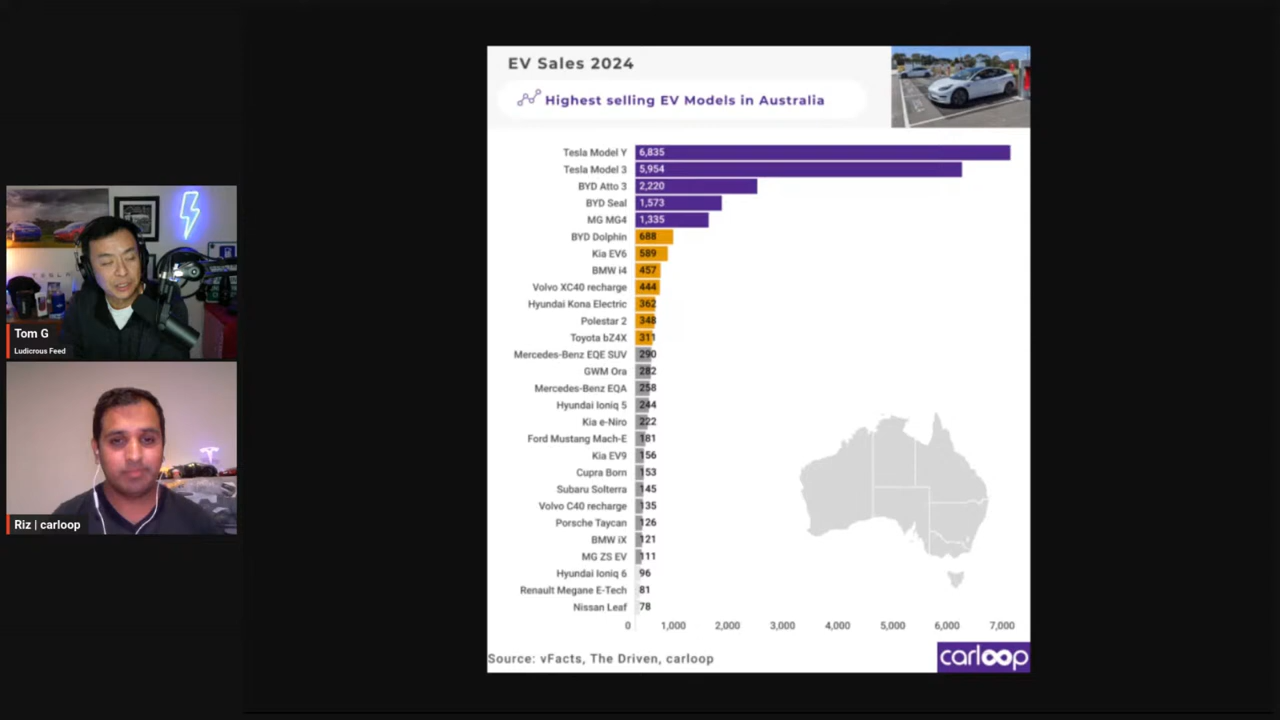 EV Sales 2024
Highest selling EV Models in Australia
Tesla Model Y 6,835
Tesla Model 3 5,954
BYD Atto 3 2,220
BYD Seal 1,573
MG MG4 1,335
BYD Dolphin 688
Kia EV6 589
BMW i4 457
Volvo XC40 recharge 444
Hyundai Kona Electric 362
Polestar 2 348
Toyota bZ4X 311
Mercedes-Benz EQE SUV 290
GWM Ora 282
Mercedes-Benz EQA 258
Hyundai Ioniq 5 244
Kia e-Niro 222
Ford Mustang Mach-E 181
Kia EV9 156
Cupra Born 153
Subaru Solterra 145
Volvo C40 recharge 135
Porsche Taycan 126
BMW iX 121
MG ZS EV 111
Hyundai Ioniq 6 96
Renault Megane E-Tech 81
Nissan Leaf 78
0 1,000 2,000 3,000 4,000 5,000 6,000 7,000
Source: vFacts, The Driven, carloop
carloop
Tom G
Ludicrous Feed
Riz | carloop